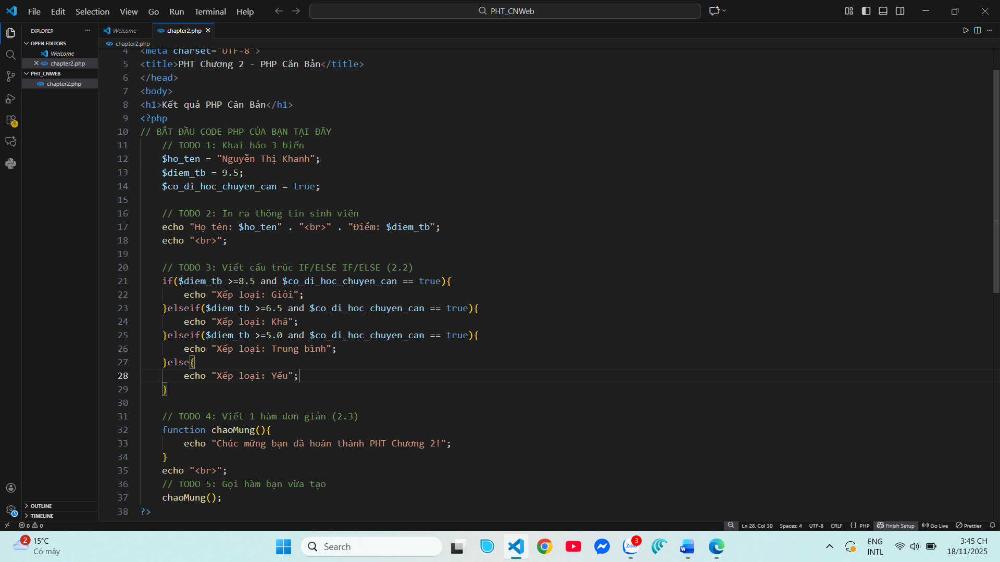 File Edit Selection View Go Run Terminal Help
PHT_CNWeb
EXPLORER
OPEN EDITORS
Welcome
chapter2.php
PHT_CNWEB
chapter2.php
OUTLINE
TIMELINE
Welcome
chapter2.php
chapter2.php
4 <meta charset="UTF-8">
5 <title>PHT Chương 2 - PHP Căn Bản</title>
6 </head>
7 <body>
8 <h1>Kết quả PHP Căn Bản</h1>
9 <?php
10 // BẮT ĐẦU CODE PHP CỦA BẠN TẠI ĐÂY
11 // TODO 1: Khai báo 3 biến
12 $ho_ten = "Nguyễn Thị Khanh";
13 $diem_tb = 9.5;
14 $co_di_hoc_chuyen_can = true;
15
16 // TODO 2: In ra thông tin sinh viên
17 echo "Họ tên: $ho_ten" . "<br>" . "Điểm: $diem_tb";
18 echo "<br>";
19
20 // TODO 3: Viết cấu trúc IF/ELSE IF/ELSE (2.2)
21 if($diem_tb >=8.5 and $co_di_hoc_chuyen_can == true){
22 echo "Xếp loại: Giỏi";
23 }elseif($diem_tb >=6.5 and $co_di_hoc_chuyen_can == true){
24 echo "Xếp loại: Khá";
25 }elseif($diem_tb >=5.0 and $co_di_hoc_chuyen_can == true){
26 echo "Xếp loại: Trung bình";
27 }else{
28 echo "Xếp loại: Yếu";
29 }
30
31 // TODO 4: Viết 1 hàm đơn giản (2.3)
32 function chaoMung(){
33 echo "Chúc mừng bạn đã hoàn thành PHT Chương 2!";
34 }
35 echo "<br>";
36 // TODO 5: Gọi hàm bạn vừa tạo
37 chaoMung();
38 ?>
0 0
Ln 28, Col 30 Spaces: 4 UTF-8 CRLF { } PHP Finish Setup Go Live Prettier
2
15°C
Có mây
Search
Zalo
3
ENG
INTL
3:45 CH
18/11/2025